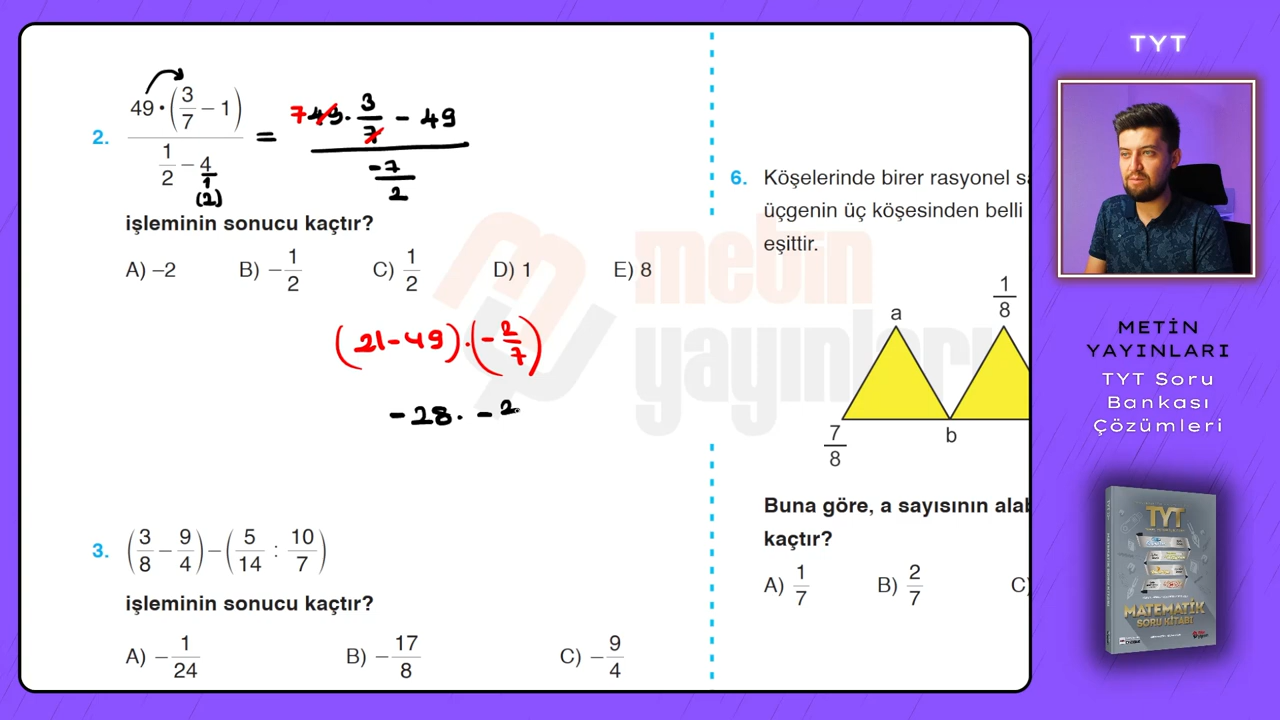 TYT
2. 49 · (3/7 − 1) / (1/2 − 4/1) = 7 49 · 3/7 − 49 / (−7/2)
(2)
işleminin sonucu kaçtır?
A) –2 B) −1/2 C) 1/2 D) 1 E) 8
(21−49) · (−2/7)
−28 · −2
3. (3/8 − 9/4) − (5/14 : 10/7)
işleminin sonucu kaçtır?
A) −1/24 B) −17/8 C) −9/4
6. Köşelerinde birer rasyonel
üçgenin üç köşesinden belli
eşittir.
a 1/8
7/8 b
Buna göre, a sayısının
kaçtır?
A) 1/7 B) 2/7 C)
metin
yayınları
METİN
YAYINLARI
TYT Soru
Bankası
Çözümleri
TYT
MATEMATİK
SORU KİTABI